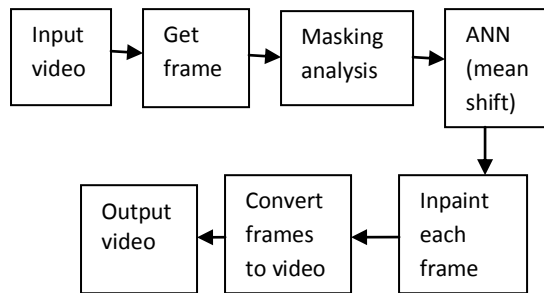 Input
video
Get
frame
Masking
analysis
ANN
(mean
shift)
Inpaint
each
frame
Convert
frames
to video
Output
video